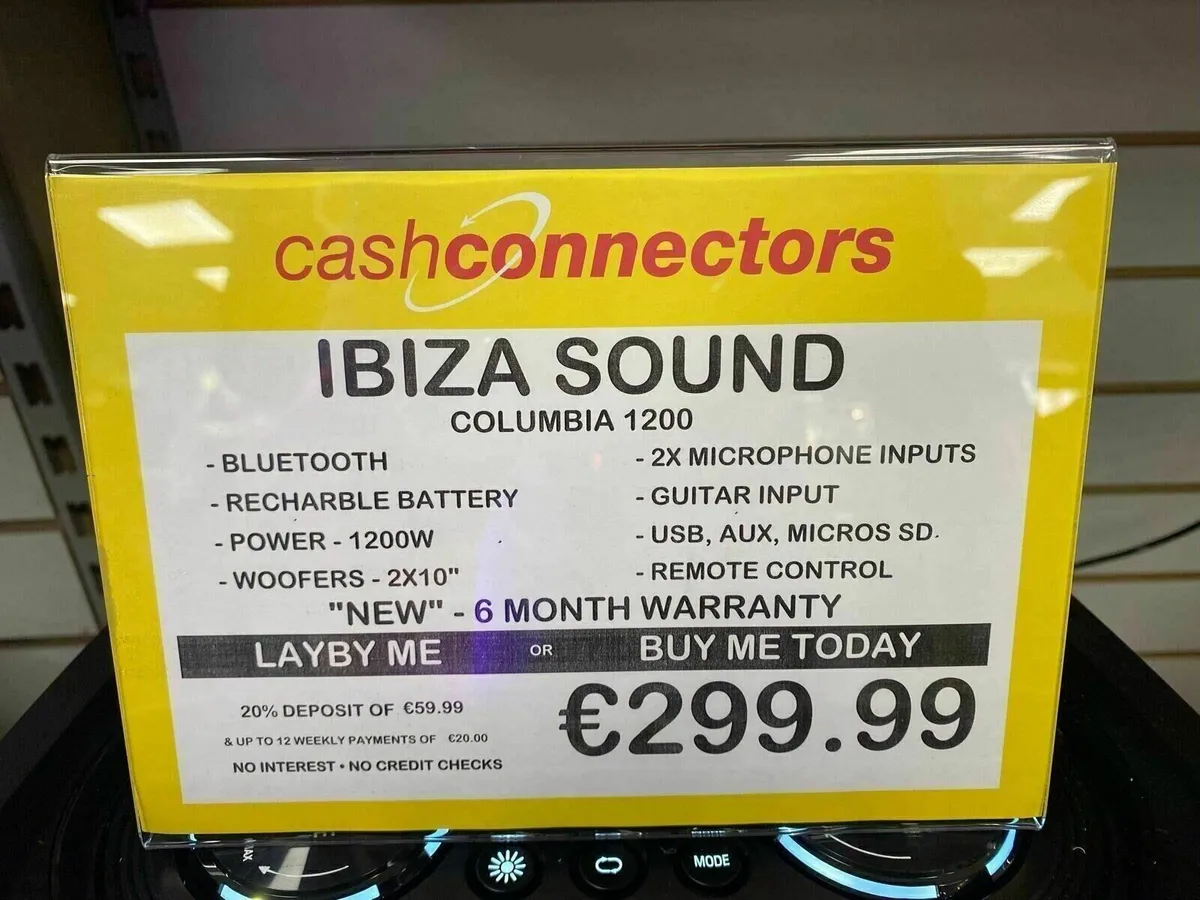 cashconnectors
IBIZA SOUND
COLUMBIA 1200
- BLUETOOTH
- RECHARBLE BATTERY
- POWER - 1200W
- WOOFERS - 2X10"
- 2X MICROPHONE INPUTS
- GUITAR INPUT
- USB, AUX, MICROS SD.
- REMOTE CONTROL
"NEW" - 6 MONTH WARRANTY
LAYBY ME OR BUY ME TODAY
20% DEPOSIT OF €59.99
& UP TO 12 WEEKLY PAYMENTS OF €20.00
NO INTEREST • NO CREDIT CHECKS
€299.99
MAX
MODE